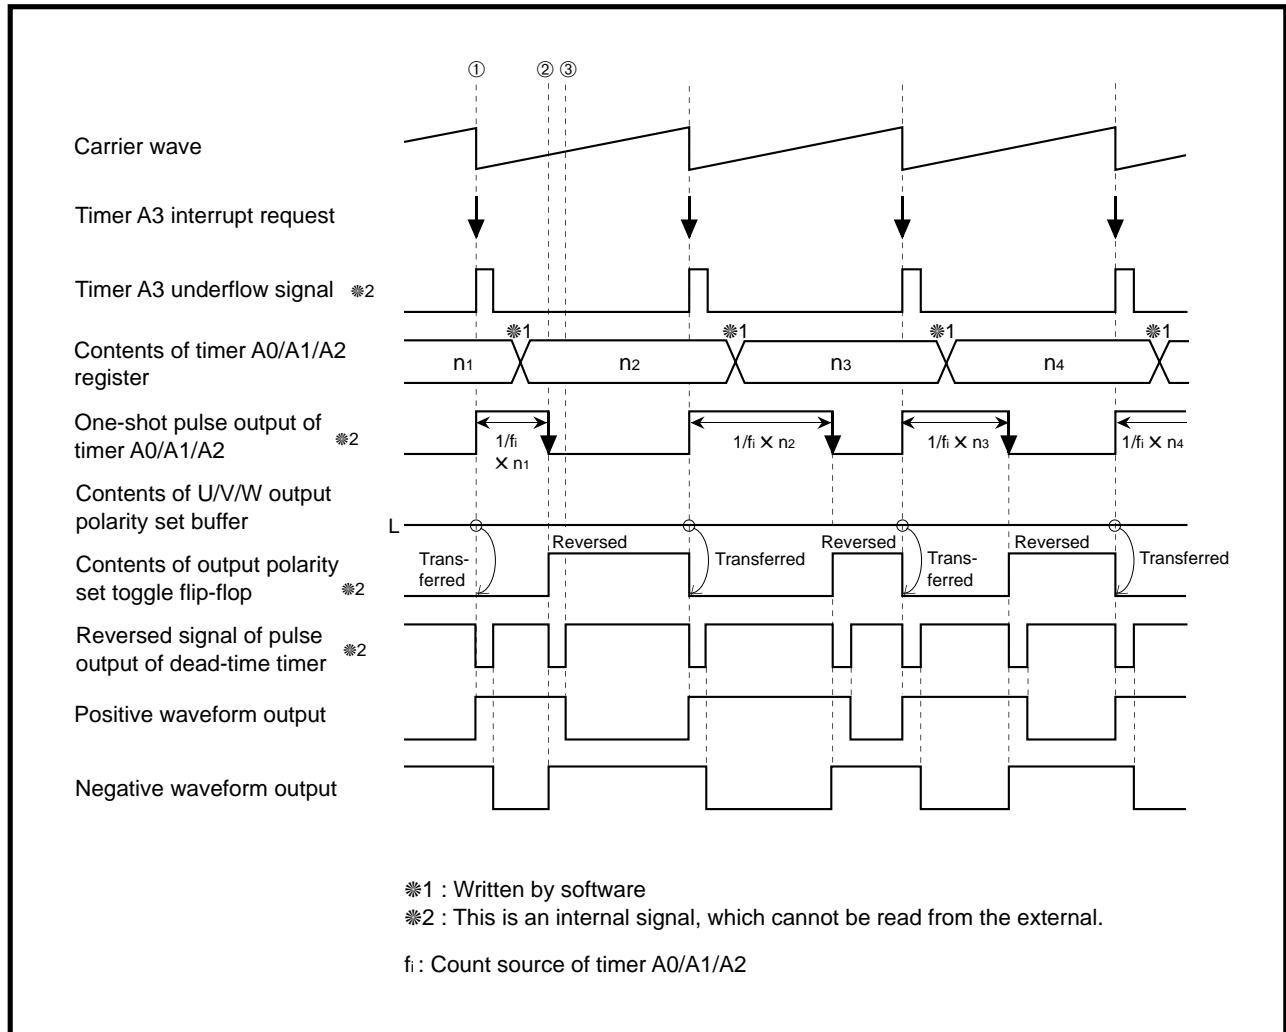 ① ② ③
Carrier wave
Timer A3 interrupt request
Timer A3 underflow signal ❋2
❋1 ❋1 ❋1 ❋1
Contents of timer A0/A1/A2
register
n1 n2 n3 n4
One-shot pulse output of
timer A0/A1/A2 ❋2
1/fi
× n1
1/fi × n2
1/fi × n3
1/fi × n4
Contents of U/V/W output
polarity set buffer
L
Reversed Reversed Reversed
Trans-
ferred
Transferred
Trans-
ferred
Transferred
Contents of output polarity
set toggle flip-flop ❋2
Reversed signal of pulse
output of dead-time timer ❋2
Positive waveform output
Negative waveform output
❋1 : Written by software
❋2 : This is an internal signal, which cannot be read from the external.
fi : Count source of timer A0/A1/A2